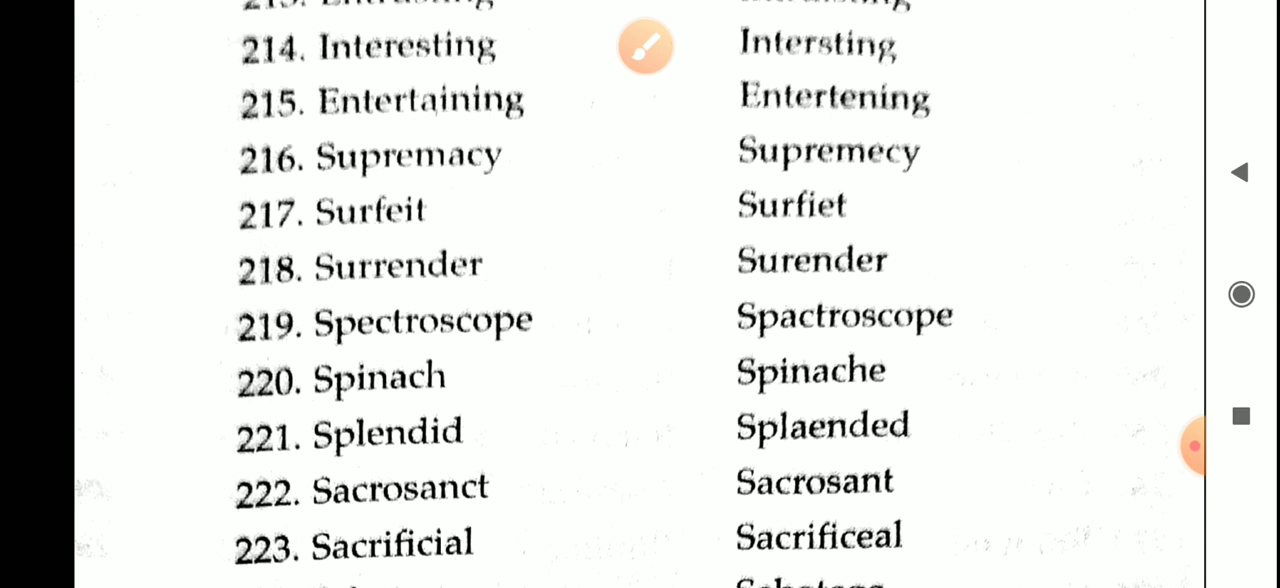 214. Interesting Intersting
215. Entertaining Entertening
216. Supremacy Supremecy
217. Surfeit Surfiet
218. Surrender Surender
219. Spectroscope Spactroscope
220. Spinach Spinache
221. Splendid Splaended
222. Sacrosanct Sacrosant
223. Sacrificial Sacrificeal